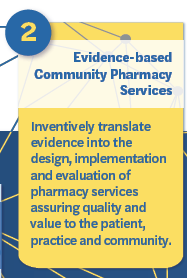 2
Evidence-based
Community Pharmacy
Services
Inventively translate
evidence into the
design, implementation
and evaluation of
pharmacy services
assuring quality and
value to the patient,
practice and community.